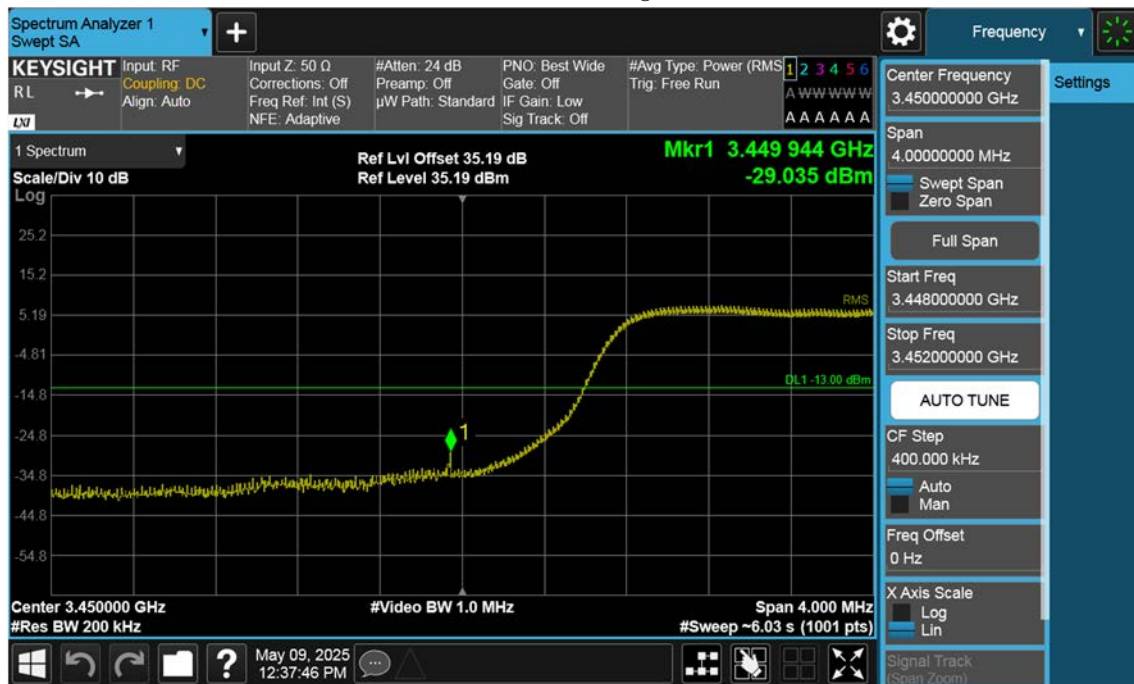 Spectrum Analyzer 1
Swept SA
+
Frequency
KEYSIGHT
RL
LXI
Input: RF
Coupling: DC
Align: Auto
Input Z: 50 Ω
Corrections: Off
Freq Ref: Int (S)
NFE: Adaptive
#Atten: 24 dB
Preamp: Off
µW Path: Standard
PNO: Best Wide
Gate: Off
IF Gain: Low
Sig Track: Off
#Avg Type: Power (RMS
Trig: Free Run
1 2 3 4 5 6
A W W W W W
A A A A A A
1 Spectrum
Scale/Div 10 dB
Ref Lvl Offset 35.19 dB
Ref Level 35.19 dBm
Mkr1 3.449 944 GHz
-29.035 dBm
Log
25.2
15.2
5.19
-4.81
-14.8
-24.8
-34.8
-44.8
-54.8
RMS
DL1 -13.00 dBm
1
Center 3.450000 GHz
#Res BW 200 kHz
#Video BW 1.0 MHz
Span 4.000 MHz
#Sweep ~6.03 s (1001 pts)
Center Frequency
3.450000000 GHz
Settings
Span
4.00000000 MHz
Swept Span
Zero Span
Full Span
Start Freq
3.448000000 GHz
Stop Freq
3.452000000 GHz
AUTO TUNE
CF Step
400.000 kHz
Auto
Man
Freq Offset
0 Hz
X Axis Scale
Log
Lin
Signal Track
(Span Zoom)
?
May 09, 2025
12:37:46 PM